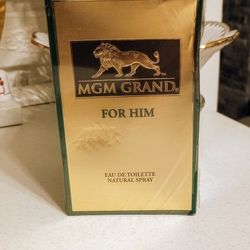 MGM GRAND®
FOR HIM
EAU DE TOILETTE
NATURAL SPRAY